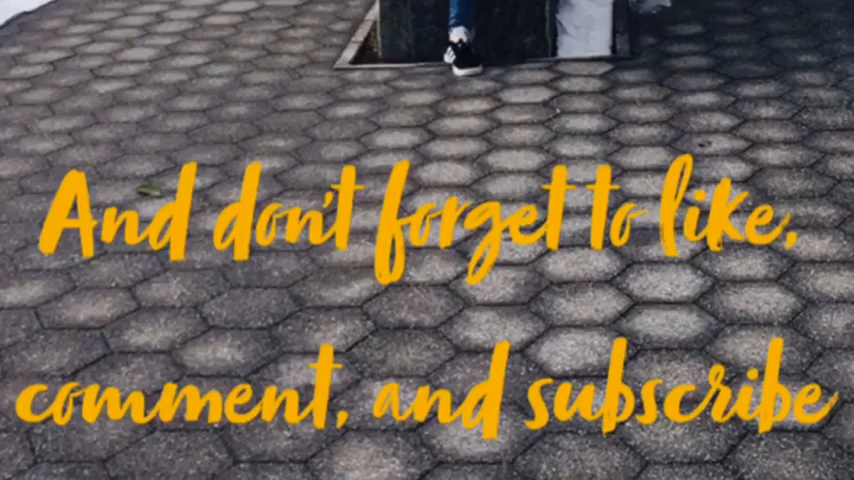 And don't forget to like,
comment, and subscribe